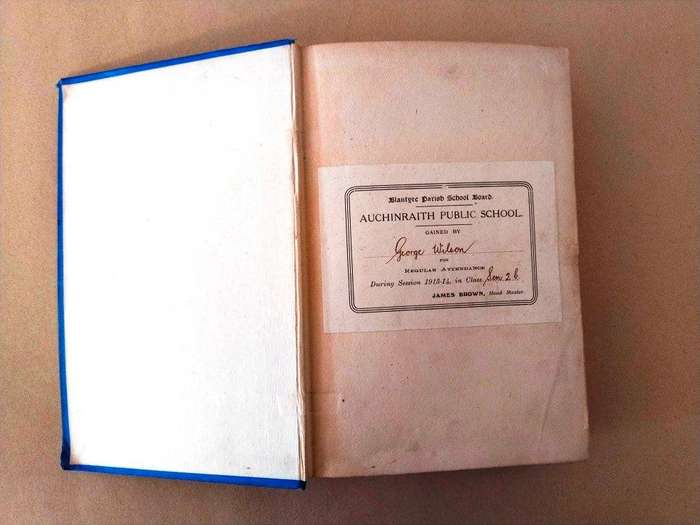 Blantyre Parish School Board.
AUCHINRAITH PUBLIC SCHOOL.
GAINED BY
George Wilson
FOR
REGULAR ATTENDANCE
During Session 1913-14, in Class Sen 2 b
JAMES BROWN, Head Master.